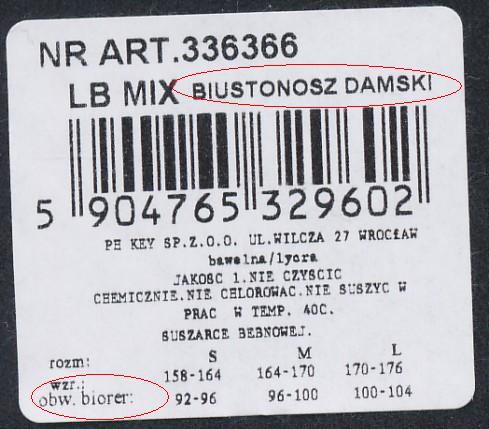 NR ART.336366
LB MIX BIUSTONOSZ DAMSKI
5 904765 329602
PH KEY SP.Z.O.O. UL.WILCZA 27 WROCŁAW
bawełna/lycra
JAKOSC 1.NIE CZYSCIC
CHEMICZNIE.NIE CHLOROWAC.NIE SUSZYC W
PRAC W TEMP. 40C.
SUSZARCE BEBNOWEJ.
rozm: S M L
wzr.: 158-164 164-170 170-176
obw. biorer: 92-96 96-100 100-104